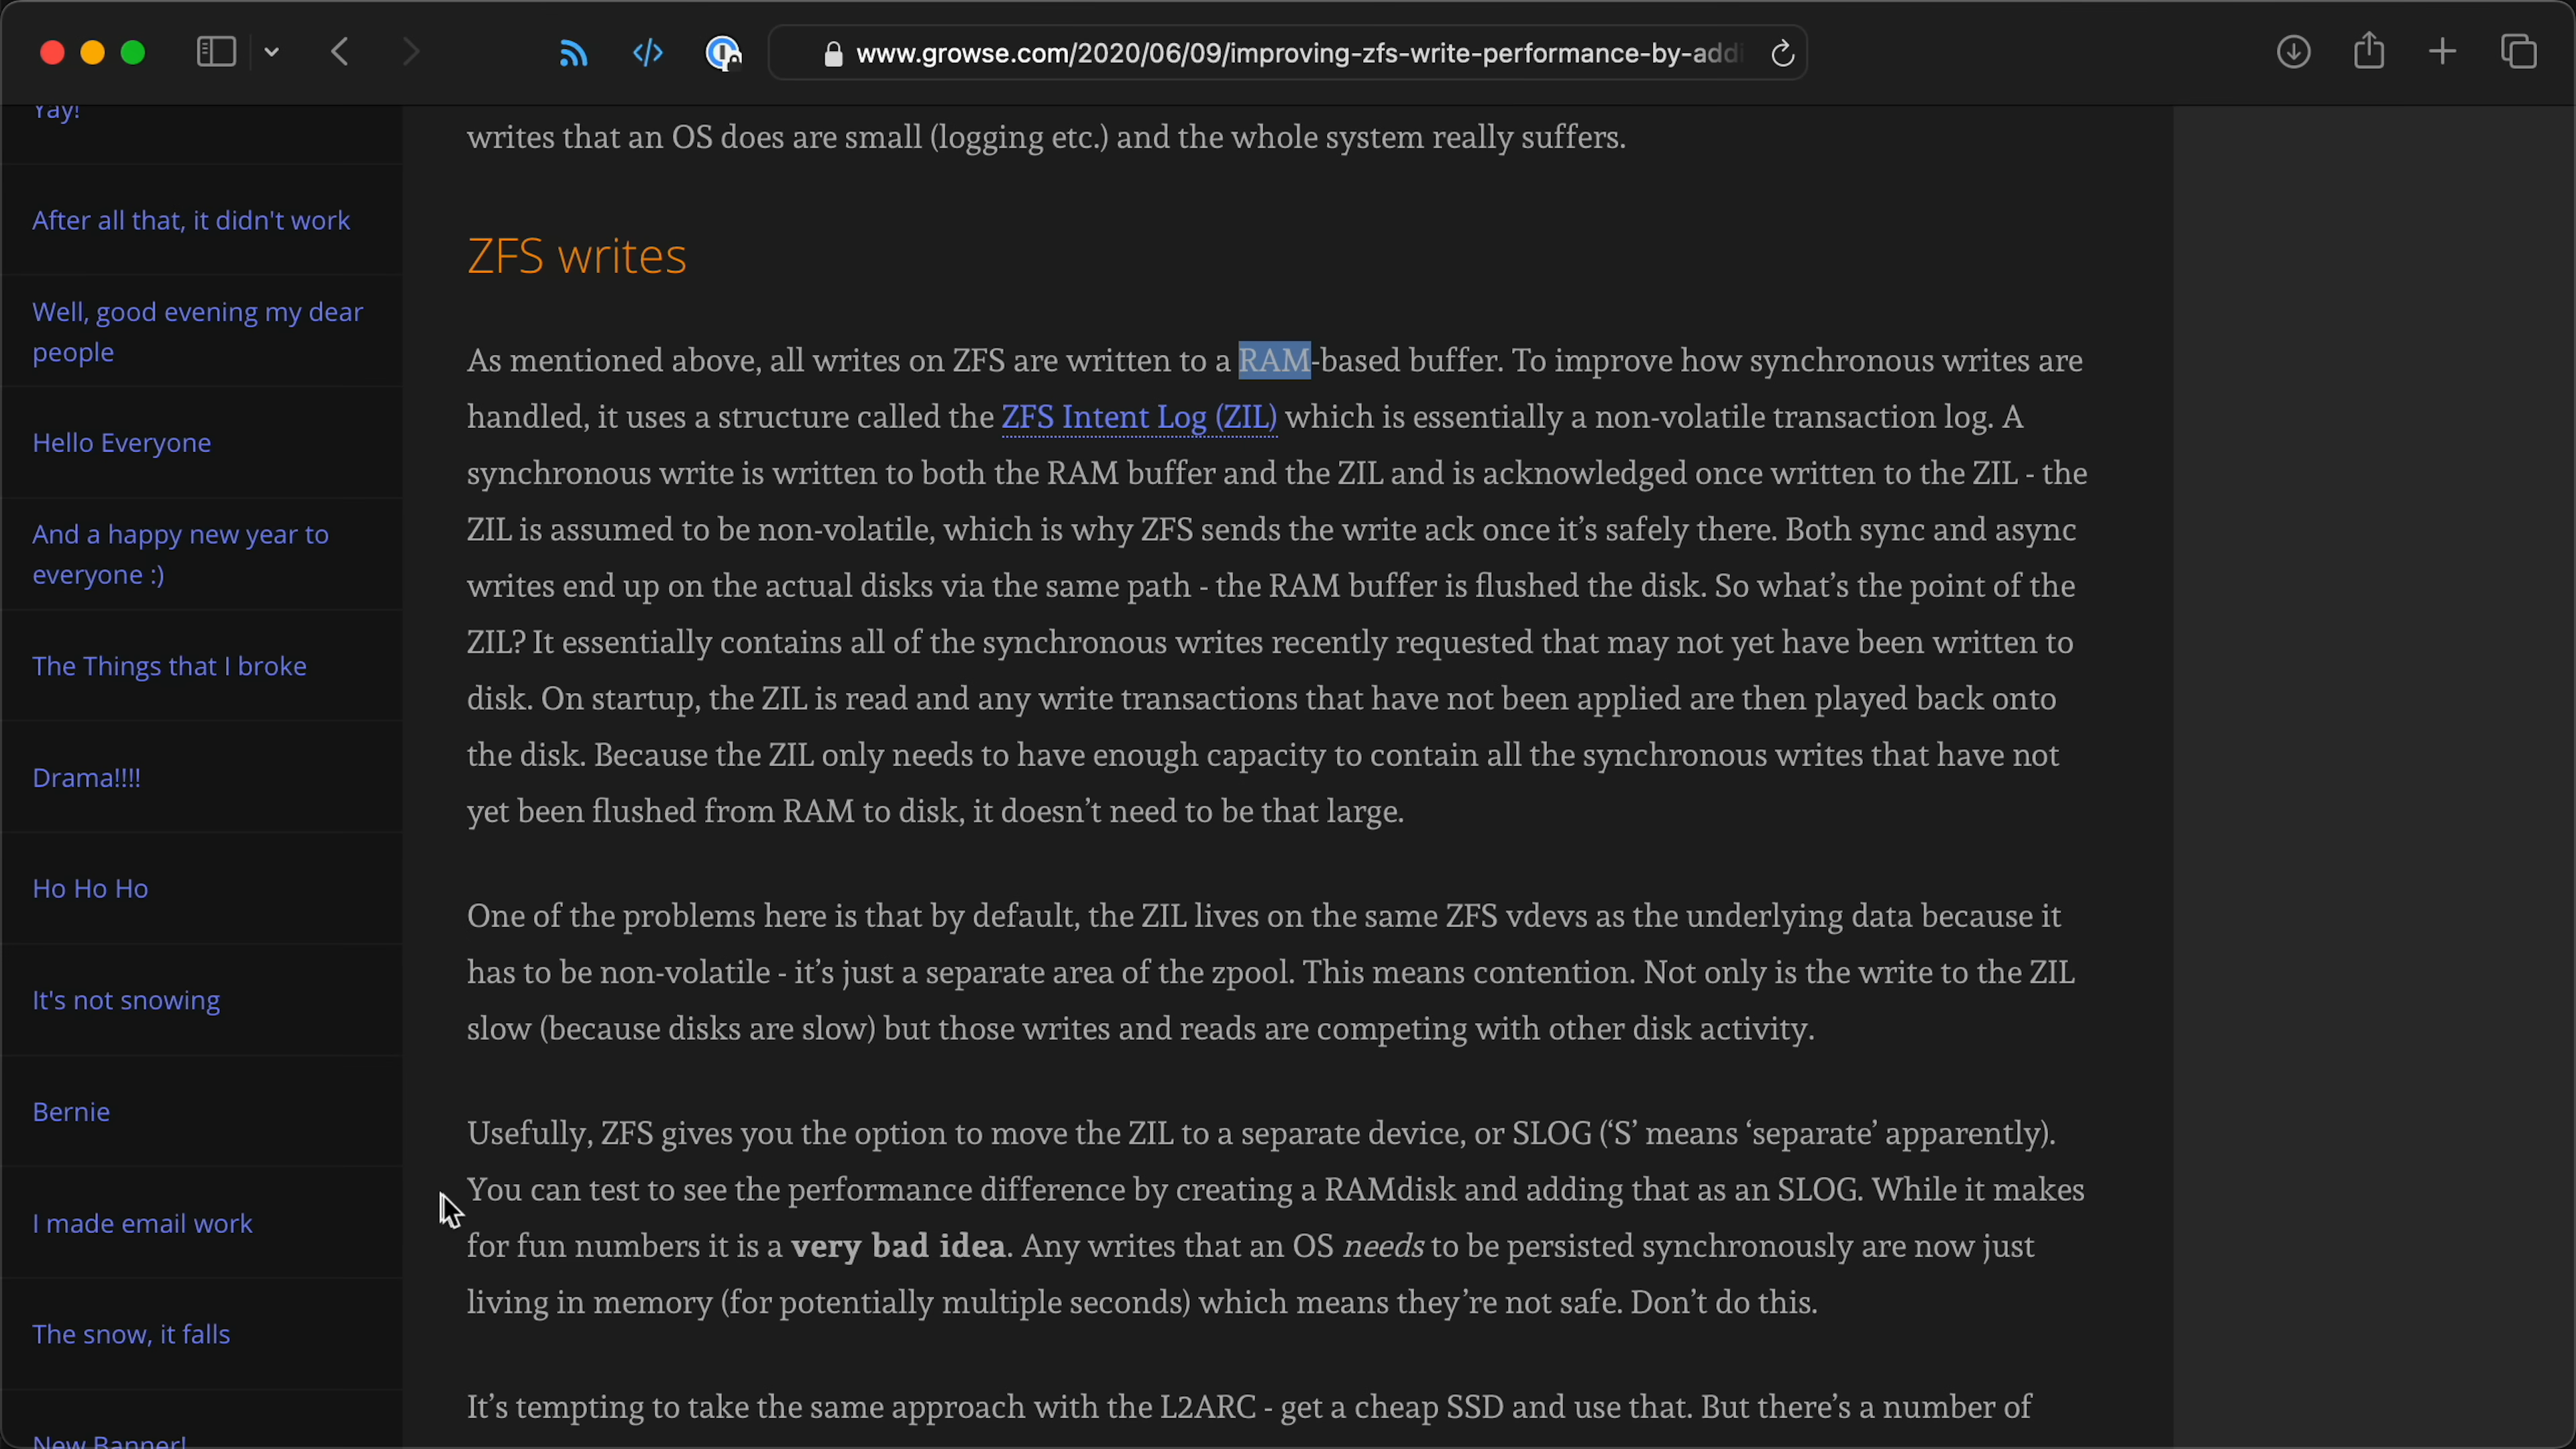 www.growse.com/2020/06/09/improving-zfs-write-performance-by-addi
Yay!
After all that, it didn't work
Well, good evening my dear
people
Hello Everyone
And a happy new year to
everyone :)
The Things that I broke
Drama!!!!
Ho Ho Ho
It's not snowing
Bernie
I made email work
The snow, it falls
New Banner!
writes that an OS does are small (logging etc.) and the whole system really suffers.
ZFS writes
As mentioned above, all writes on ZFS are written to a RAM-based buffer. To improve how synchronous writes are
handled, it uses a structure called the ZFS Intent Log (ZIL) which is essentially a non-volatile transaction log. A
synchronous write is written to both the RAM buffer and the ZIL and is acknowledged once written to the ZIL - the
ZIL is assumed to be non-volatile, which is why ZFS sends the write ack once it’s safely there. Both sync and async
writes end up on the actual disks via the same path - the RAM buffer is flushed the disk. So what’s the point of the
ZIL? It essentially contains all of the synchronous writes recently requested that may not yet have been written to
disk. On startup, the ZIL is read and any write transactions that have not been applied are then played back onto
the disk. Because the ZIL only needs to have enough capacity to contain all the synchronous writes that have not
yet been flushed from RAM to disk, it doesn’t need to be that large.
One of the problems here is that by default, the ZIL lives on the same ZFS vdevs as the underlying data because it
has to be non-volatile - it’s just a separate area of the zpool. This means contention. Not only is the write to the ZIL
slow (because disks are slow) but those writes and reads are competing with other disk activity.
Usefully, ZFS gives you the option to move the ZIL to a separate device, or SLOG (‘S’ means ‘separate’ apparently).
You can test to see the performance difference by creating a RAMdisk and adding that as an SLOG. While it makes
for fun numbers it is a very bad idea. Any writes that an OS needs to be persisted synchronously are now just
living in memory (for potentially multiple seconds) which means they’re not safe. Don’t do this.
It’s tempting to take the same approach with the L2ARC - get a cheap SSD and use that. But there’s a number of